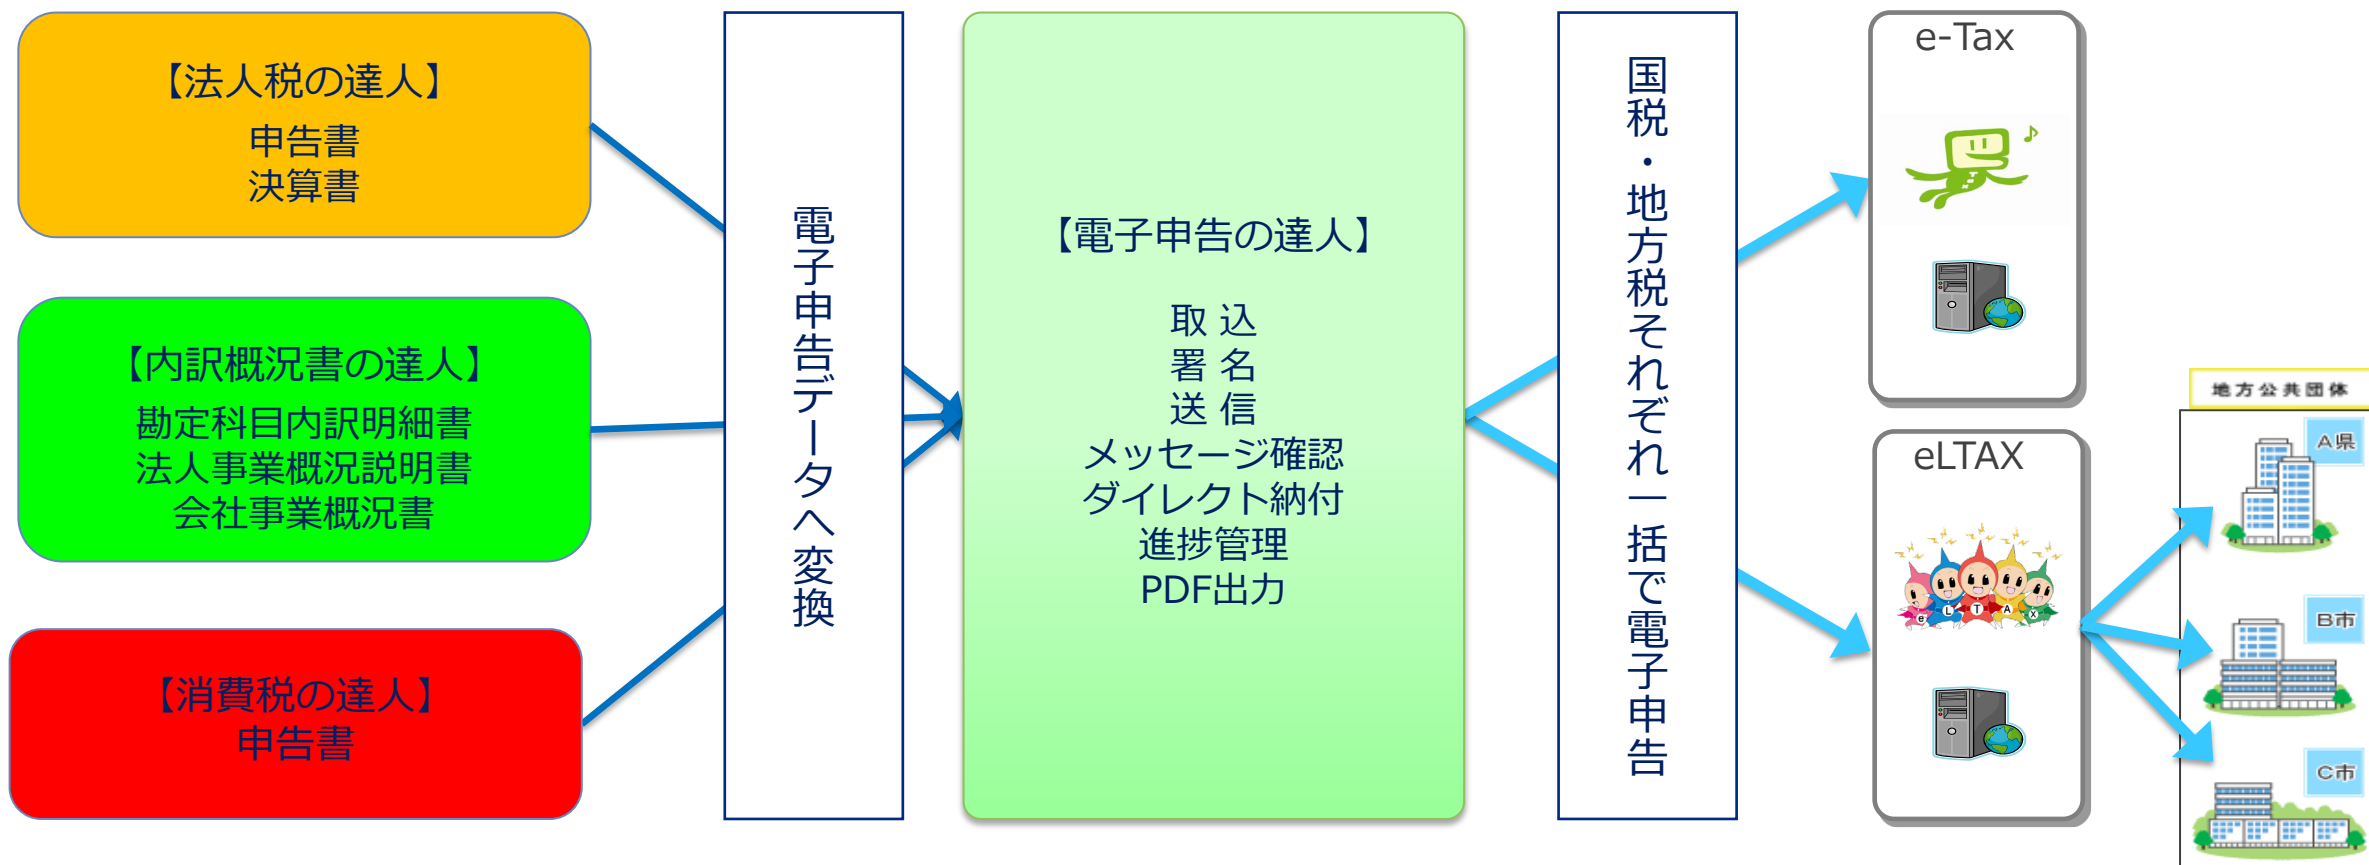 【法人税の達人】
申告書
決算書
【内訳概況書の達人】
勘定科目内訳明細書
法人事業概況説明書
会社事業概況書
【消費税の達人】
申告書
電子申告データへ変換
【電子申告の達人】
取 込
署 名
送 信
メッセージ確認
ダイレクト納付
進捗管理
PDF出力
国税・地方税それぞれ一括で電子申告
e-Tax
eLTAX
e L T A X
地方公共団体
A県
B市
C市